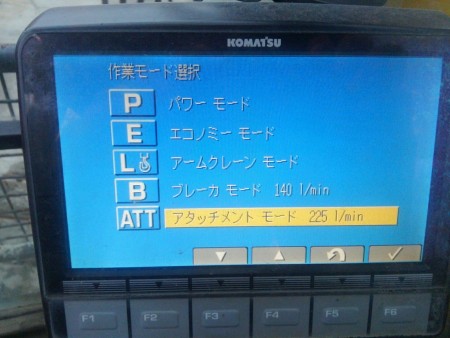 KOMATSU
作業モード選択
P パワー モード
E エコノミー モード
L アームクレーン モード
B ブレーカ モード 140 l/min
ATT アタッチメント モード 225 l/min
F1 F2 F3 F4 F5 F6